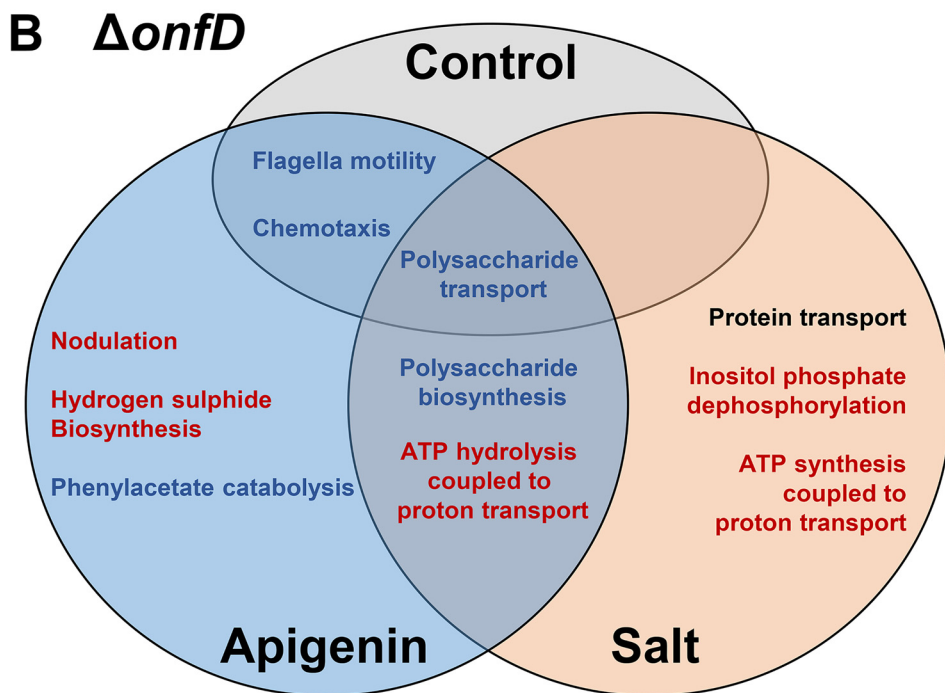 B ΔonfD
Control
Flagella motility
Chemotaxis
Polysaccharide
transport
Nodulation
Hydrogen sulphide
Biosynthesis
Phenylacetate catabolysis
Polysaccharide
biosynthesis
ATP hydrolysis
coupled to
proton transport
Protein transport
Inositol phosphate
dephosphorylation
ATP synthesis
coupled to
proton transport
Apigenin
Salt